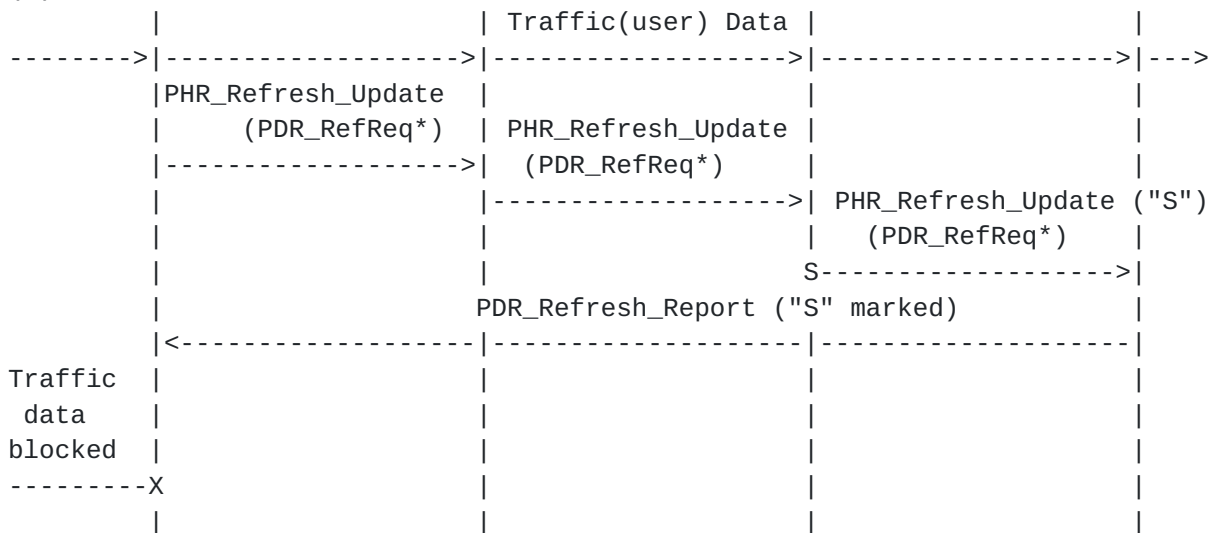 |                    | Traffic(user) Data |                    |
-------->|------------------->|------------------->|------------------->|--->
|PHR_Refresh_Update  |                    |                    |
|     (PDR_RefReq*)  | PHR_Refresh_Update |                    |
|------------------->|  (PDR_RefReq*)     |                    |
|                    |------------------->| PHR_Refresh_Update ("S")
|                    |                    |   (PDR_RefReq*)    |
|                    |                    S------------------->|
|                    PDR_Refresh_Report ("S" marked)           |
|<-------------------|--------------------|--------------------|
Traffic  |                    |                    |                    |
data    |                    |                    |                    |
blocked  |                    |                    |                    |
---------X                    |                    |                    |
|                    |                    |                    |